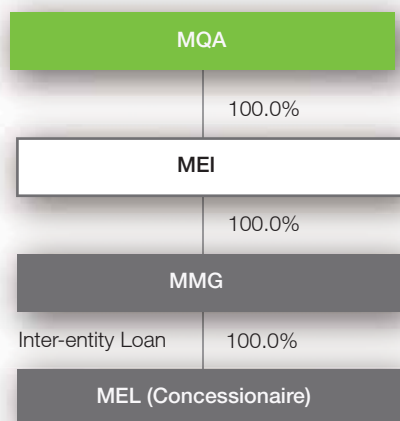 MQA
100.0%
MEI
100.0%
MMG
Inter-entity Loan 100.0%
MEL (Concessionaire)